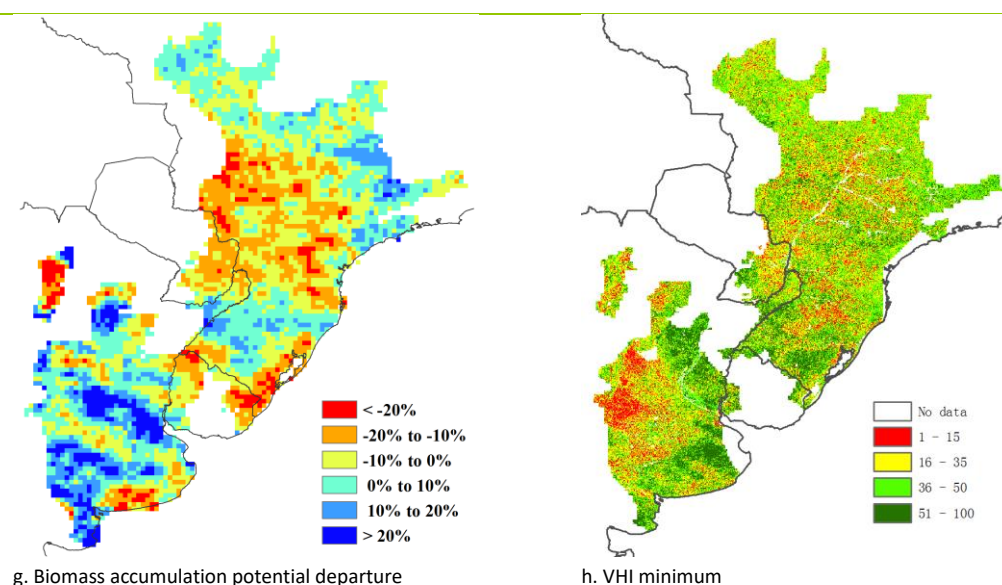 < -20%
-20% to -10%
-10% to 0%
0% to 10%
10% to 20%
> 20%
g. Biomass accumulation potential departure
No data
1 - 15
16 - 35
36 - 50
51 - 100
h. VHI minimum